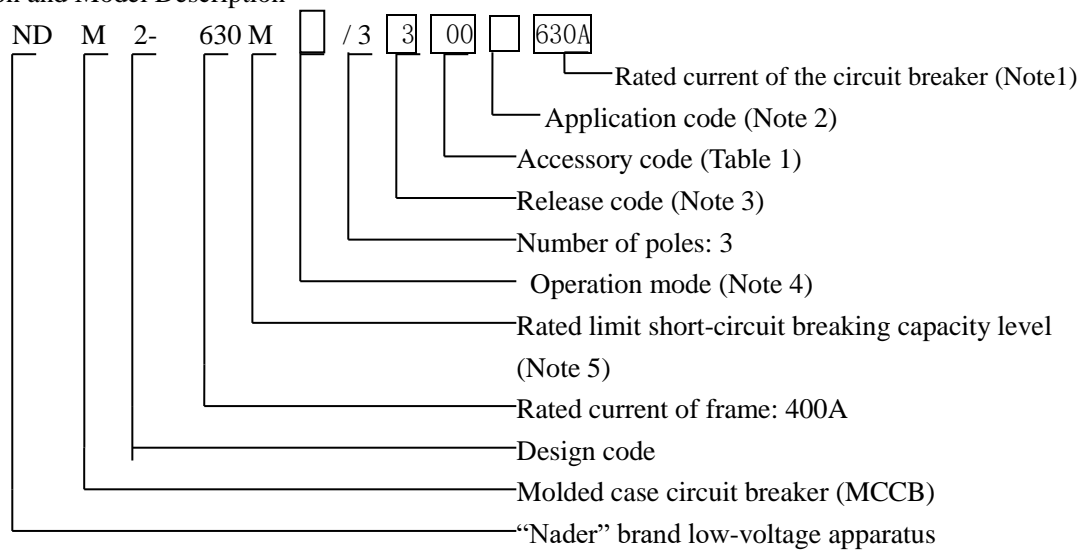 on and Model Description
ND M 2- 630 M / 3 3 00 630A
Rated current of the circuit breaker (Note1)
Application code (Note 2)
Accessory code (Table 1)
Release code (Note 3)
Number of poles: 3
Operation mode (Note 4)
Rated limit short-circuit breaking capacity level
(Note 5)
Rated current of frame: 400A
Design code
Molded case circuit breaker (MCCB)
“Nader” brand low-voltage apparatus